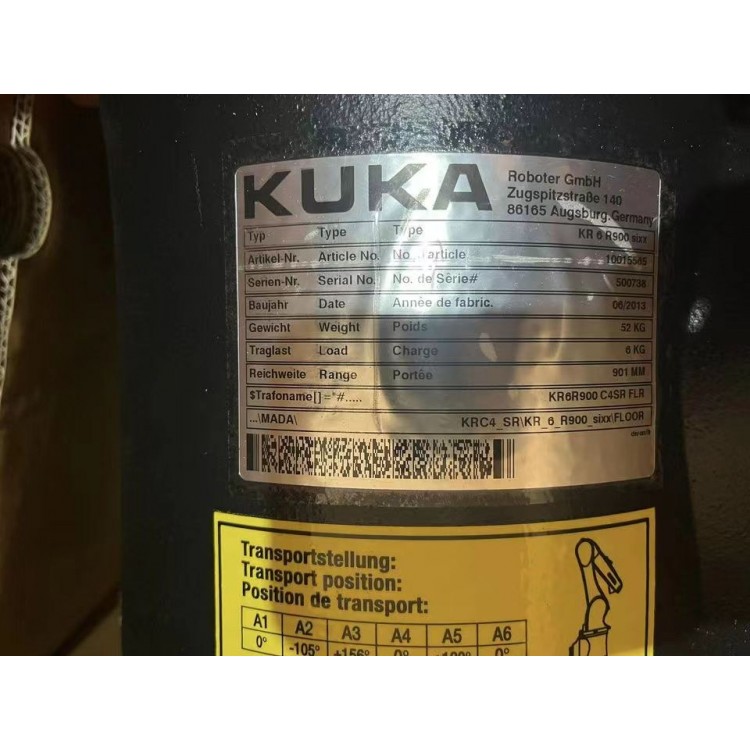 KUKA
Roboter GmbH
Zugspitzstraße 140
86165 Augsburg, Germany
Typ Type Type KR 6 R900 sixx
Artikel-Nr. Article No. No. article
Serien-Nr. Serial No. No. de Série# 500738
Baujahr Date Année de fabric. 06/2013
Gewicht Weight Poids 52 KG
Traglast Load Charge 6 KG
Reichweite Range Portée 901 MM
$Trafoname[]="#..... KR6R900 C4SR FLR
...\MADA\ KRC4_SR\KR_6_R900_sixx\FLOOR
Transportstellung:
Transport position:
Position de transport:
A1 A2 A3 A4 A5 A6
0° -105° +156° 0° 0°